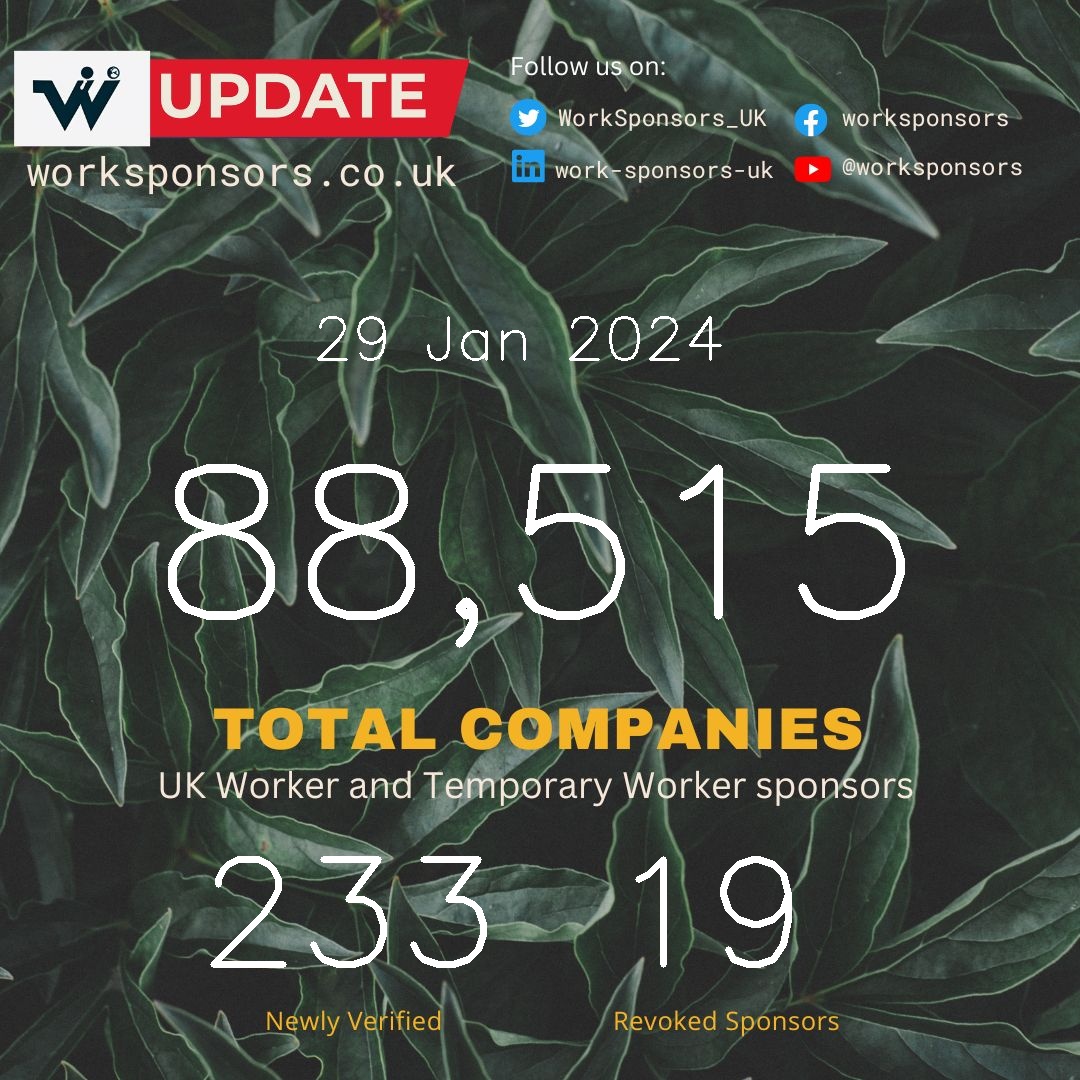 W UPDATE
worksponsors.co.uk
Follow us on:
WorkSponsors_UK worksponsors
in work-sponsors-uk @worksponsors
29 Jan 2024
88,515
TOTAL COMPANIES
UK Worker and Temporary Worker sponsors
233 19
Newly Verified Revoked Sponsors